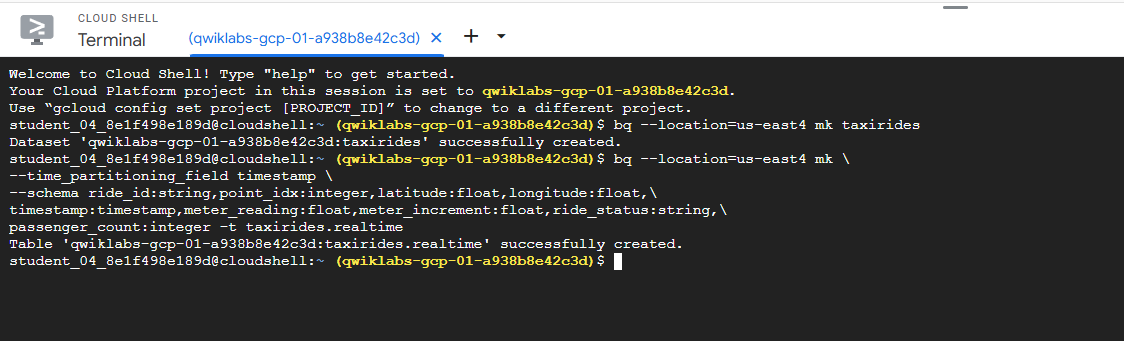 CLOUD SHELL
Terminal
(qwiklabs-gcp-01-a938b8e42c3d)
Welcome to Cloud Shell! Type "help" to get started.
Your Cloud Platform project in this session is set to qwiklabs-gcp-01-a938b8e42c3d.
Use “gcloud config set project [PROJECT_ID]” to change to a different project.
student_04_8e1f498e189d@cloudshell:~ (qwiklabs-gcp-01-a938b8e42c3d)$ bq --location=us-east4 mk taxirides
Dataset 'qwiklabs-gcp-01-a938b8e42c3d:taxirides' successfully created.
student_04_8e1f498e189d@cloudshell:~ (qwiklabs-gcp-01-a938b8e42c3d)$ bq --location=us-east4 mk \
--time_partitioning_field timestamp \
--schema ride_id:string,point_idx:integer,latitude:float,longitude:float,\
timestamp:timestamp,meter_reading:float,meter_increment:float,ride_status:string,\
passenger_count:integer -t taxirides.realtime
Table 'qwiklabs-gcp-01-a938b8e42c3d:taxirides.realtime' successfully created.
student_04_8e1f498e189d@cloudshell:~ (qwiklabs-gcp-01-a938b8e42c3d)$